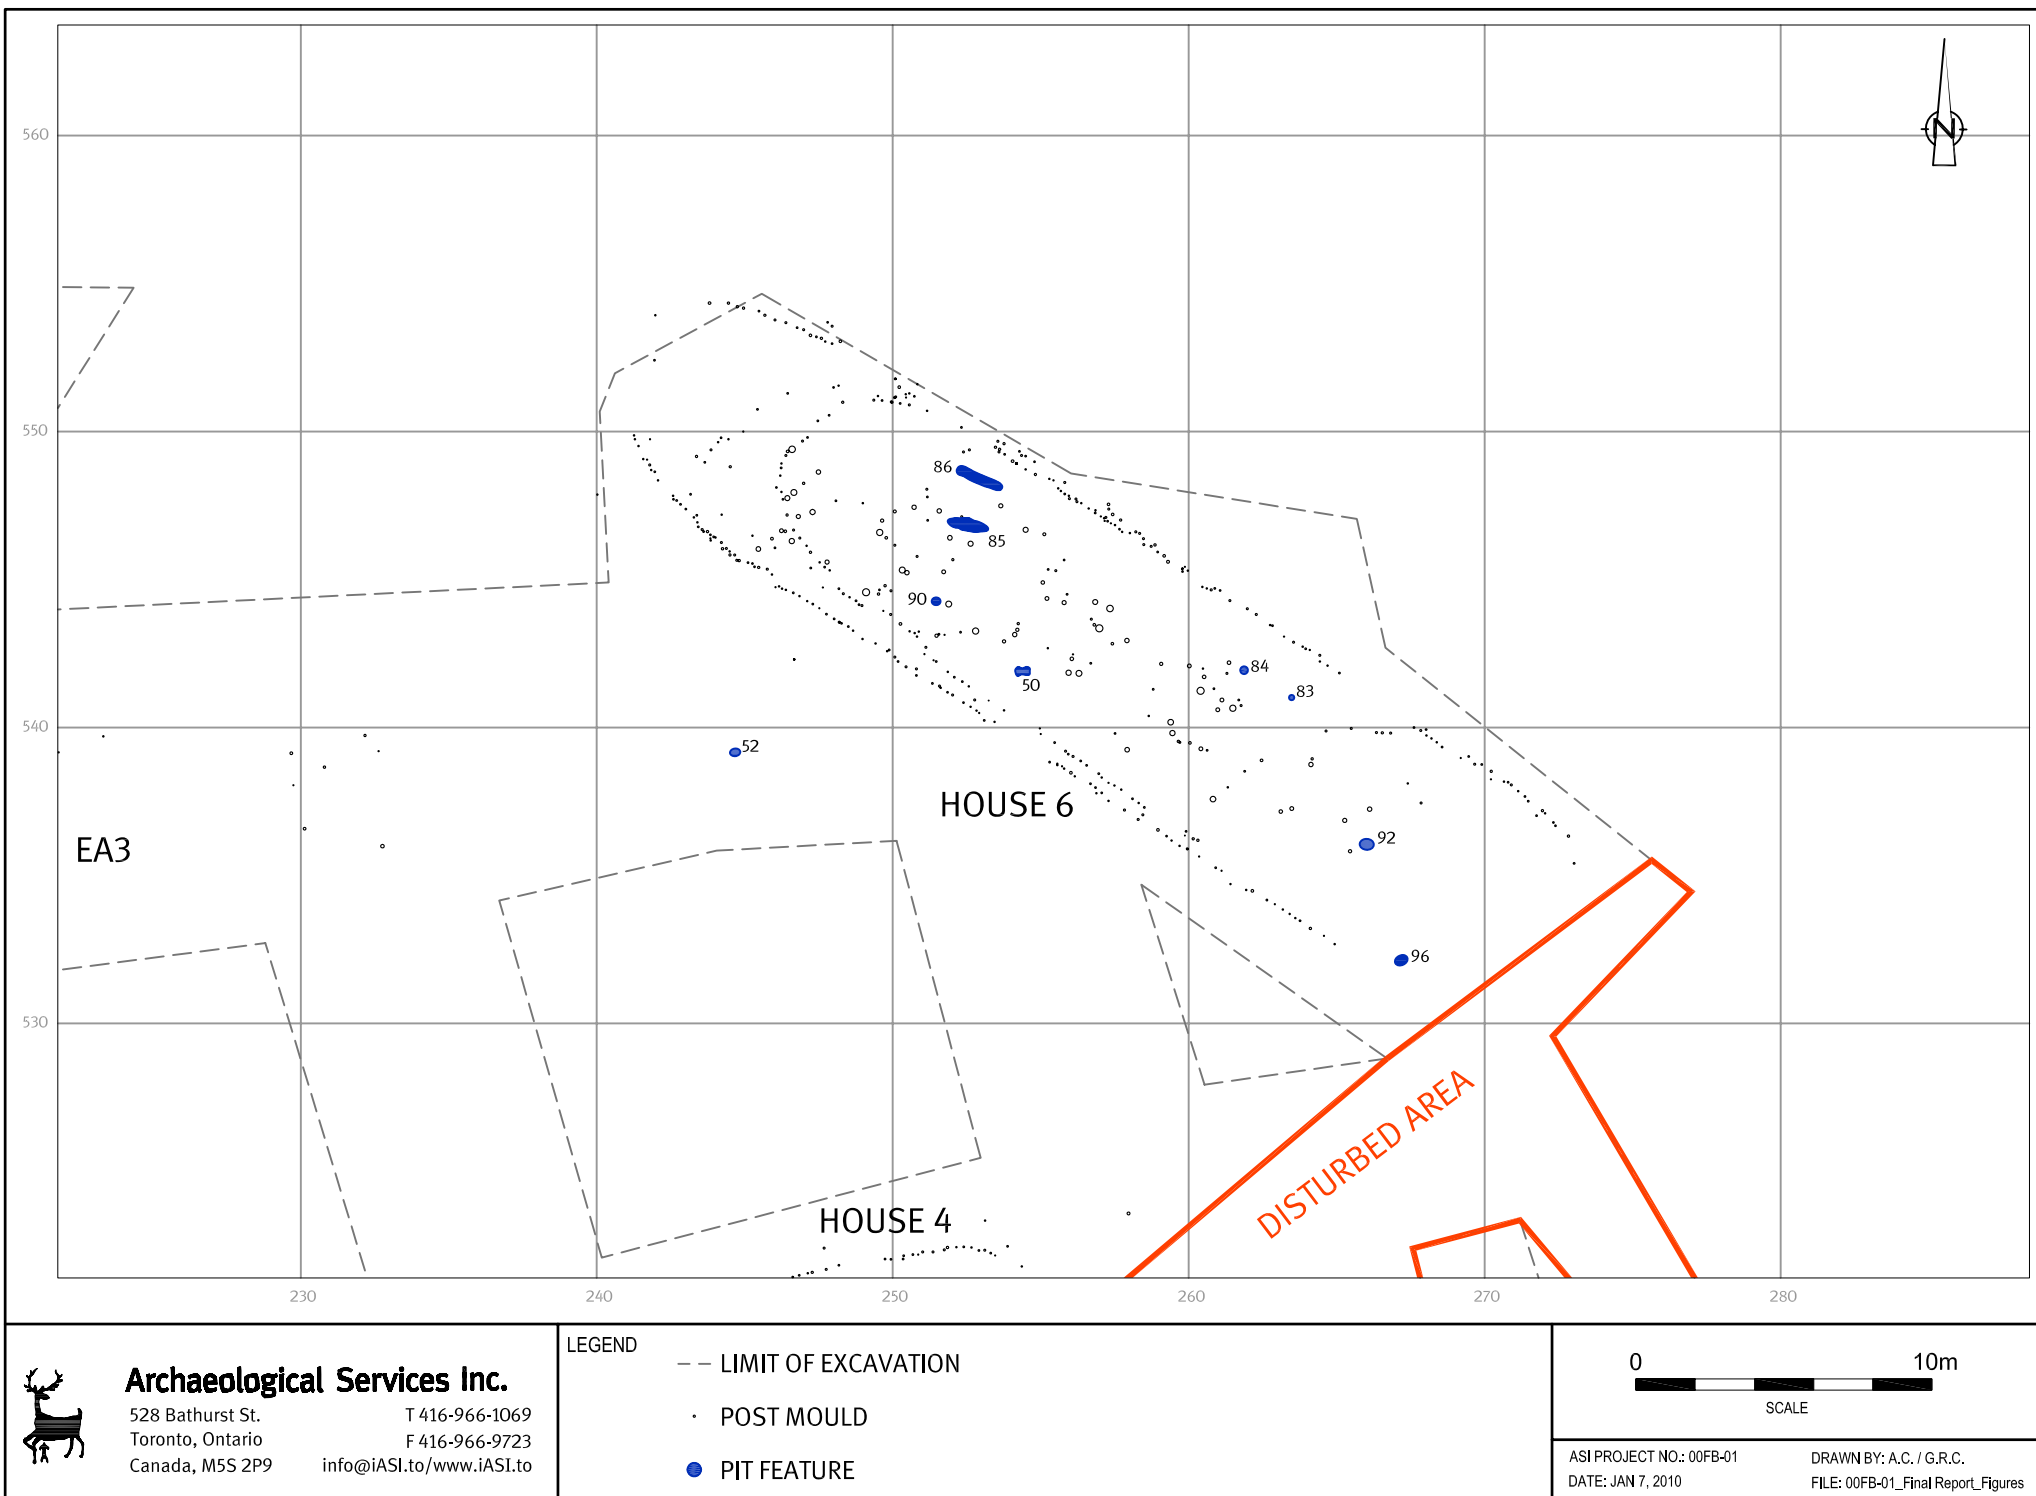 N
560
550
86
85
90
84
50
83
540
52
HOUSE 6
92
EA3
96
530
DISTURBED AREA
HOUSE 4
230 240 250 260 270 280
Archaeological Services Inc.
528 Bathurst St. T 416-966-1069
Toronto, Ontario F 416-966-9723
Canada, M5S 2P9 info@iASI.to/www.iASI.to
LEGEND
LIMIT OF EXCAVATION
POST MOULD
PIT FEATURE
0 10m
SCALE
ASI PROJECT NO.: 00FB-01 DRAWN BY: A.C. / G.R.C.
DATE: JAN 7, 2010 FILE: 00FB-01_Final Report_Figures